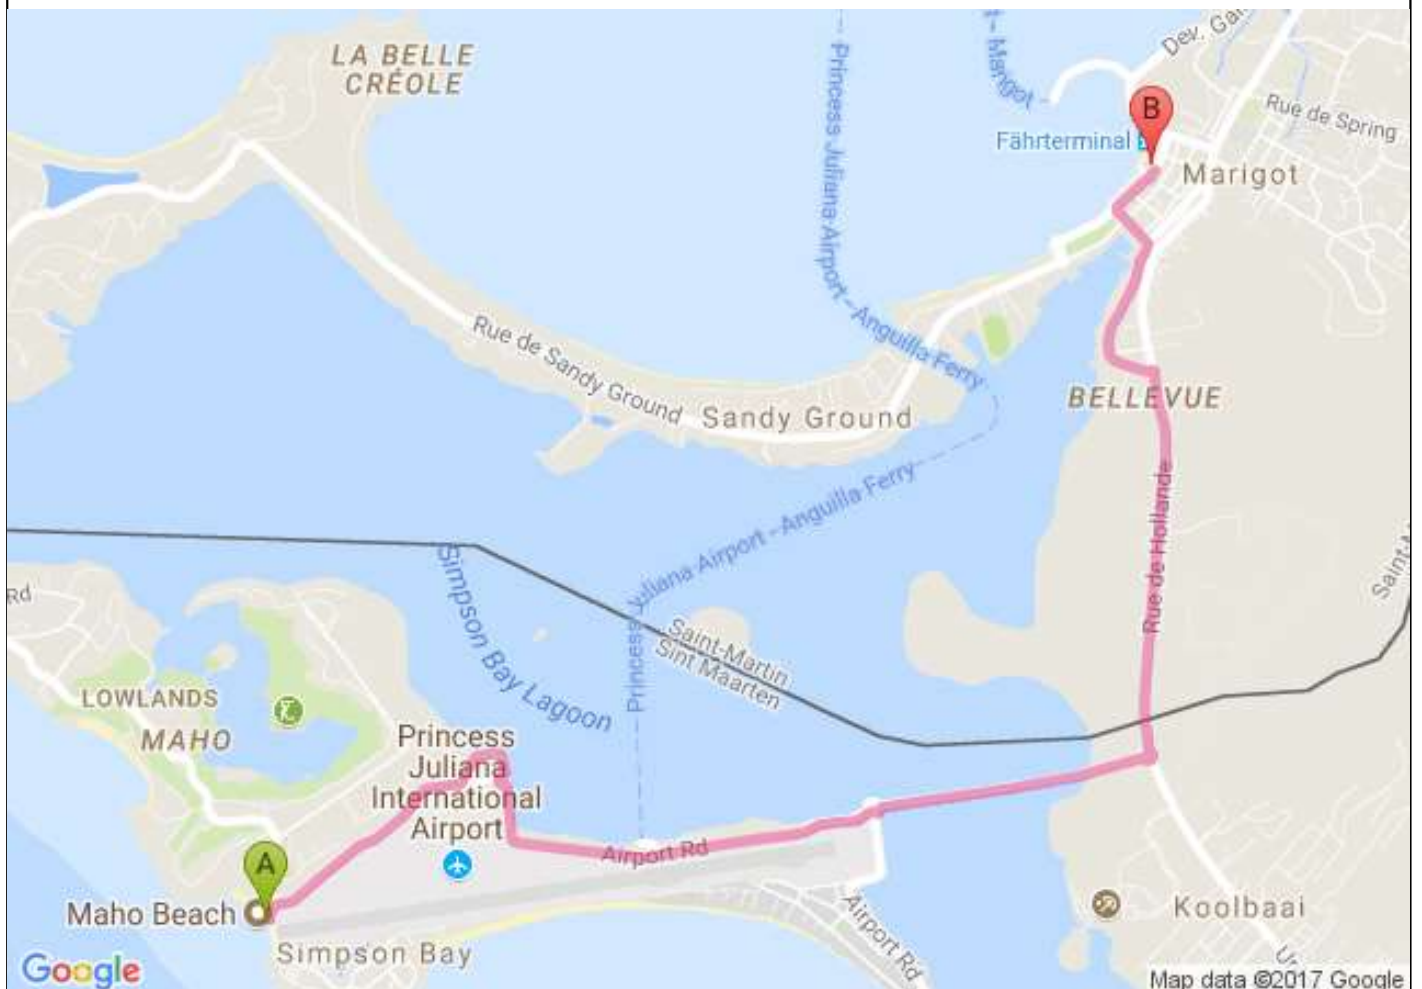 LA BELLE
CRÉOLE
Princess Juliana Airport - Anguilla Ferry
- Marigot -
Dev. Gal
Rue de Spring
B
Fährterminal
Marigot
Rue de Sandy Ground
Sandy Ground
BELLEVUE
Princess Juliana Airport - Anguilla Ferry
Rue de Hollande
Simpson Bay Lagoon
Saint-Martin
Sint Maarten
Saint-M
Rd
LOWLANDS
MAHO
Princess
Juliana
International
Airport
Airport Rd
A
Maho Beach
Simpson Bay
Airport Rd
Koolbaai
Google
Map data ©2017 Google